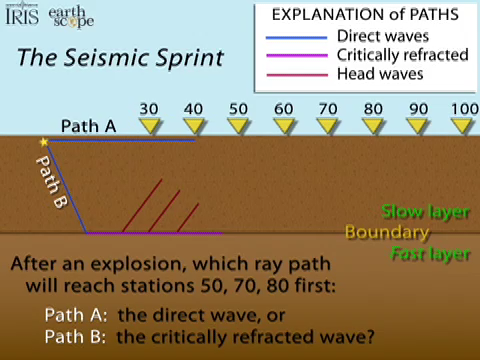 IRIS
earth
scope
EXPLANATION of PATHS
Direct waves
Critically refracted
Head waves
The Seismic Sprint
30 40 50 60 70 80 90 100
Path A
Path B
Slow layer
Boundary
Fast layer
After an explosion, which ray path
will reach stations 50, 70, 80 first:
Path A: the direct wave, or
Path B: the critically refracted wave?